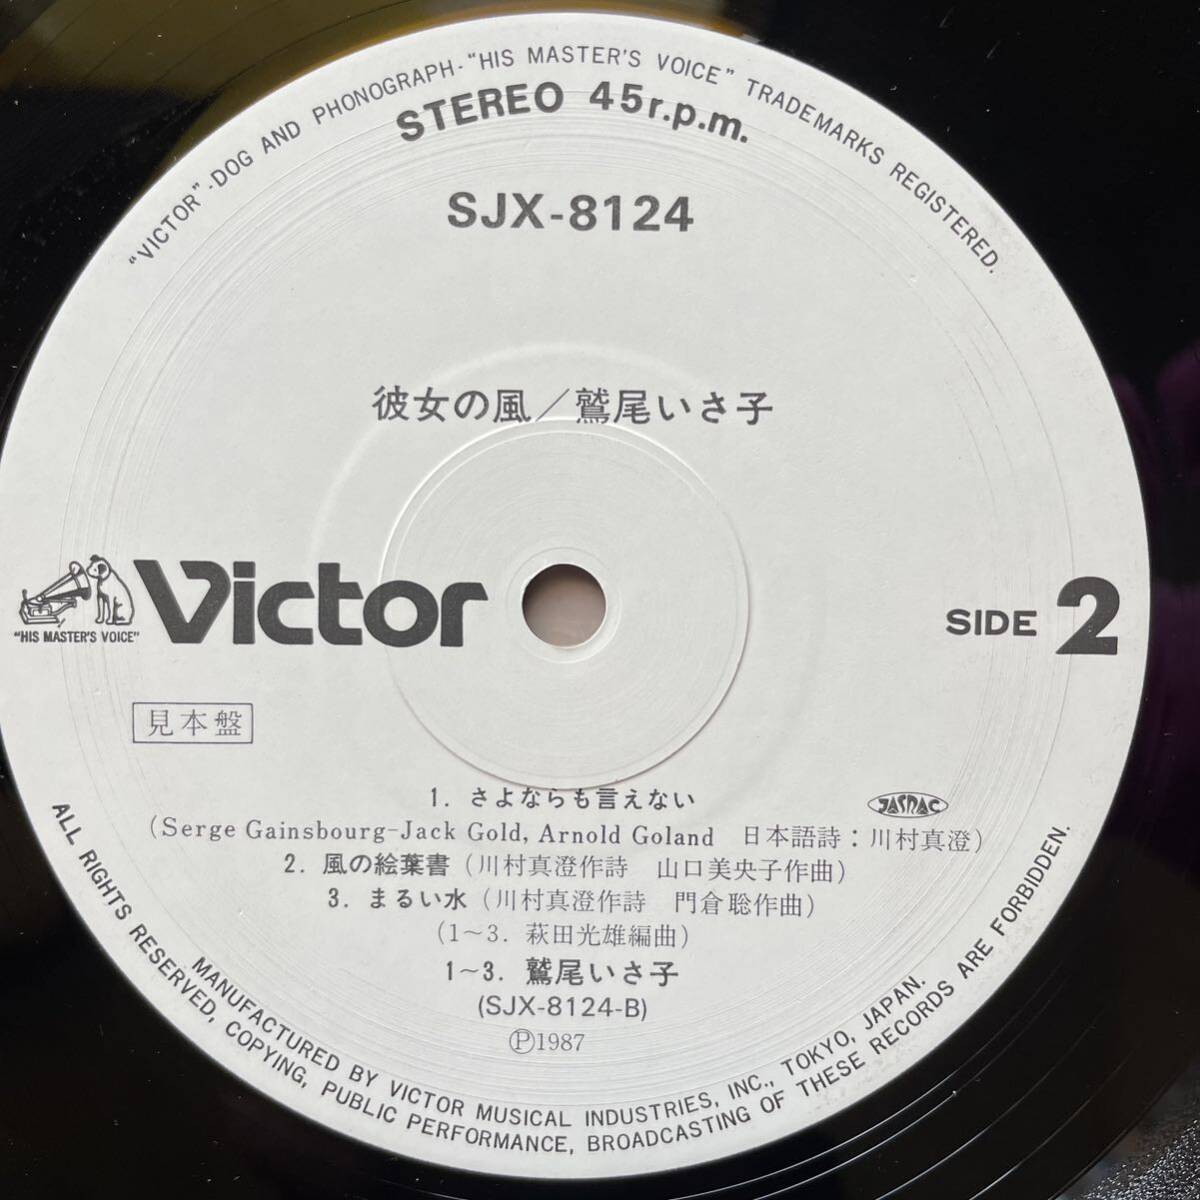 "VICTOR"-DOG AND PHONOGRAPH-"HIS MASTER'S VOICE" TRADEMARKS REGISTERED.
STEREO 45r.p.m.
SJX-8124
彼女の風／鷲尾いさ子
Victor
"HIS MASTER'S VOICE"
SIDE 2
見本盤
1. さよならも言えない
JASRAC
(Serge Gainsbourg-Jack Gold, Arnold Goland 日本語詩：川村真澄)
2. 風の絵葉書 (川村真澄作詩 山口美央子作曲)
3. まるい水 (川村真澄作詩 門倉聡作曲)
(1～3. 萩田光雄編曲)
1～3. 鷲尾いさ子
(SJX-8124-B)
Ⓟ1987
MANUFACTURED BY VICTOR MUSICAL INDUSTRIES, INC., TOKYO, JAPAN.
ALL RIGHTS RESERVED, COPYING, PUBLIC PERFORMANCE, BROADCASTING OF THESE RECORDS ARE FORBIDDEN.